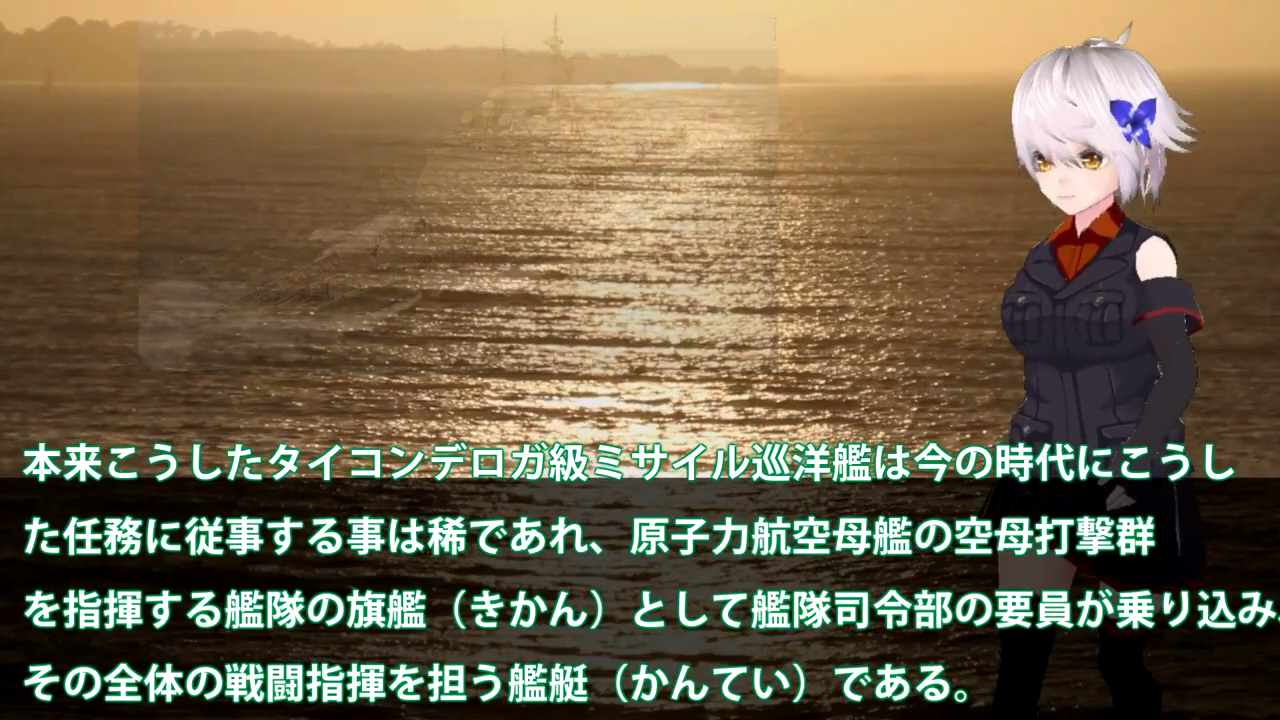 本来こうしたタイコンデロガ級ミサイル巡洋艦は今の時代にこうし
た任務に従事する事は稀であれ、原子力航空母艦の空母打撃群
を指揮する艦隊の旗艦（きかん）として艦隊司令部の要員が乗り込み、
その全体の戦闘指揮を担う艦艇（かんてい）である。